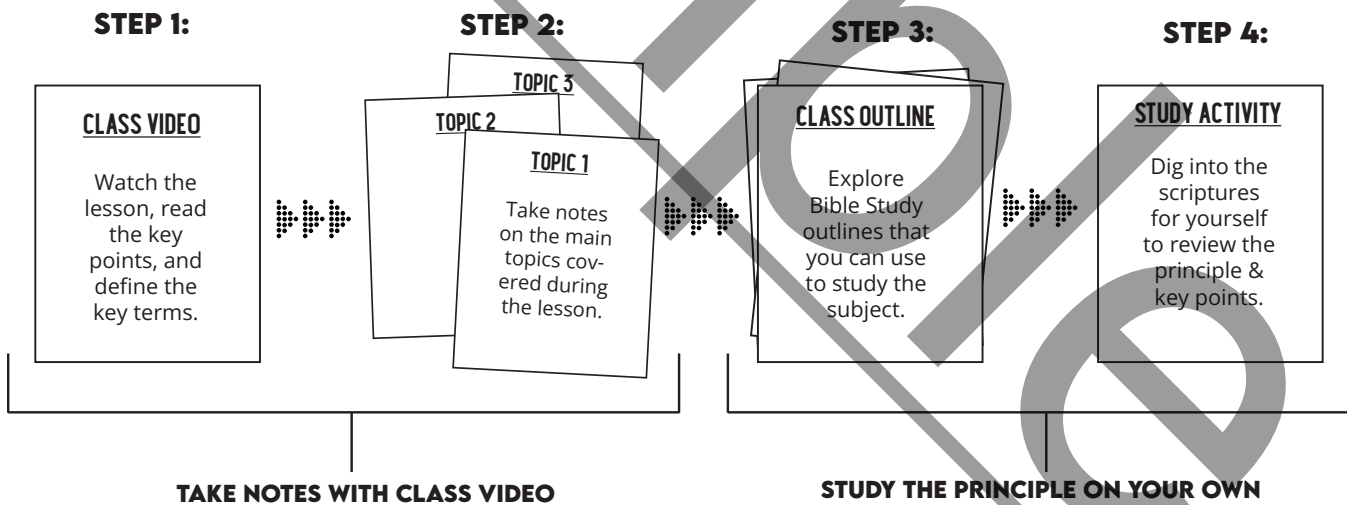 STEP 1:
CLASS VIDEO
Watch the
lesson, read
the key
points, and
define the
key terms.
STEP 2:
TOPIC 3
TOPIC 2
TOPIC 1
Take notes
on the main
topics cov-
ered during
the lesson.
TAKE NOTES WITH CLASS VIDEO
STEP 3:
CLASS OUTLINE
Explore
Bible Study
outlines that
you can use
to study the
subject.
STEP 4:
STUDY ACTIVITY
Dig into the
scriptures
for yourself
to review the
principle &
key points.
STUDY THE PRINCIPLE ON YOUR OWN